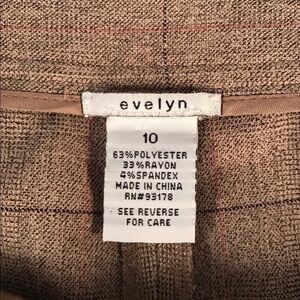 evelyn
10
63%POLYESTER
33%RAYON
4%SPANDEX
MADE IN CHINA
RN#93178
SEE REVERSE
FOR CARE